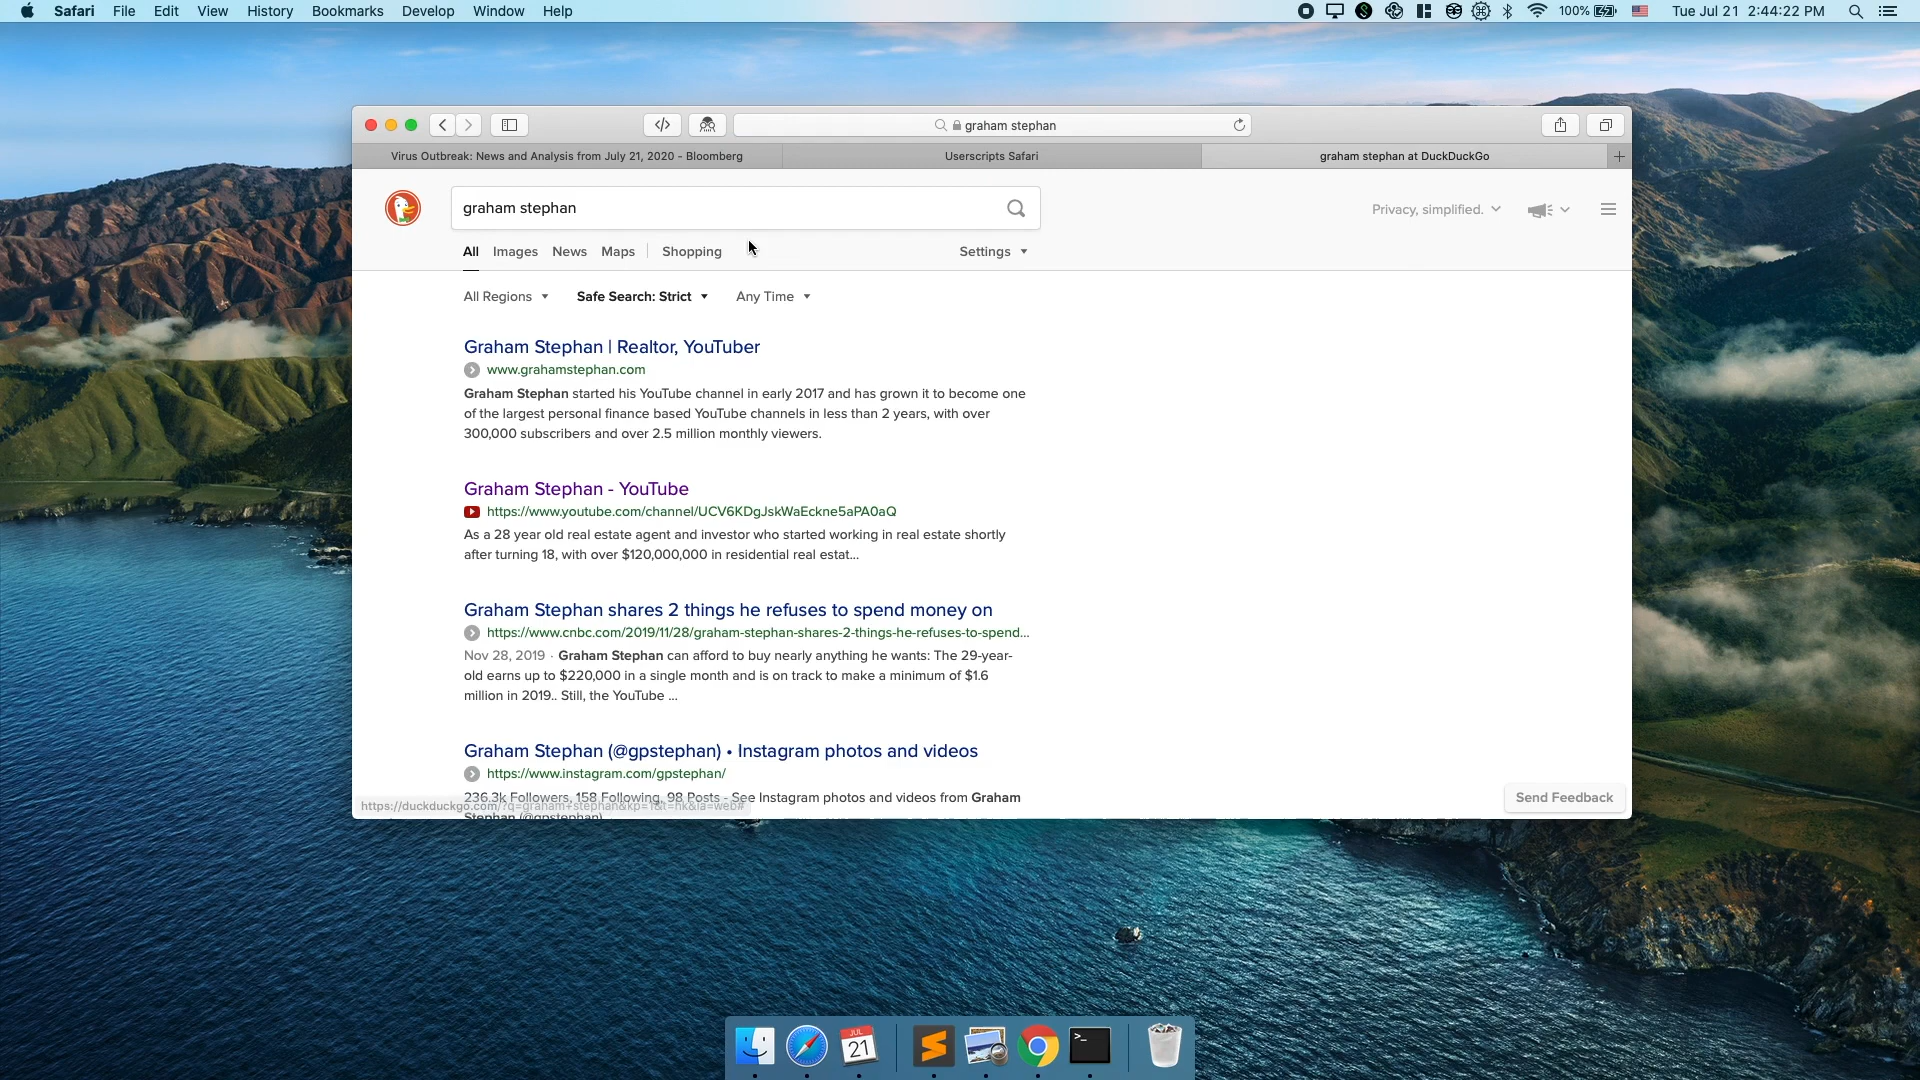 Safari File Edit View History Bookmarks Develop Window Help
100% Tue Jul 21 2:44:22 PM
graham stephan
Virus Outbreak: News and Analysis from July 21, 2020 - Bloomberg
Userscripts Safari
graham stephan at DuckDuckGo
graham stephan
Privacy, simplified.
All Images News Maps Shopping Settings
All Regions Safe Search: Strict Any Time
Graham Stephan | Realtor, YouTuber
www.grahamstephan.com
Graham Stephan started his YouTube channel in early 2017 and has grown it to become one
of the largest personal finance based YouTube channels in less than 2 years, with over
300,000 subscribers and over 2.5 million monthly viewers.
Graham Stephan - YouTube
https://www.youtube.com/channel/UCV6KDgJskWaEckne5aPA0aQ
As a 28 year old real estate agent and investor who started working in real estate shortly
after turning 18, with over $120,000,000 in residential real estat...
Graham Stephan shares 2 things he refuses to spend money on
https://www.cnbc.com/2019/11/28/graham-stephan-shares-2-things-he-refuses-to-spend...
Nov 28, 2019 · Graham Stephan can afford to buy nearly anything he wants: The 29-year-
old earns up to $220,000 in a single month and is on track to make a minimum of $1.6
million in 2019.. Still, the YouTube ...
Graham Stephan (@gpstephan) • Instagram photos and videos
https://www.instagram.com/gpstephan/
236.3k Followers, 158 Following, 98 Posts - See Instagram photos and videos from Graham
Stephan (@gpstephan)
https://duckduckgo.com/?q=graham+stephan&kp=1&t=hk&ia=web#
Send Feedback
JUL
21